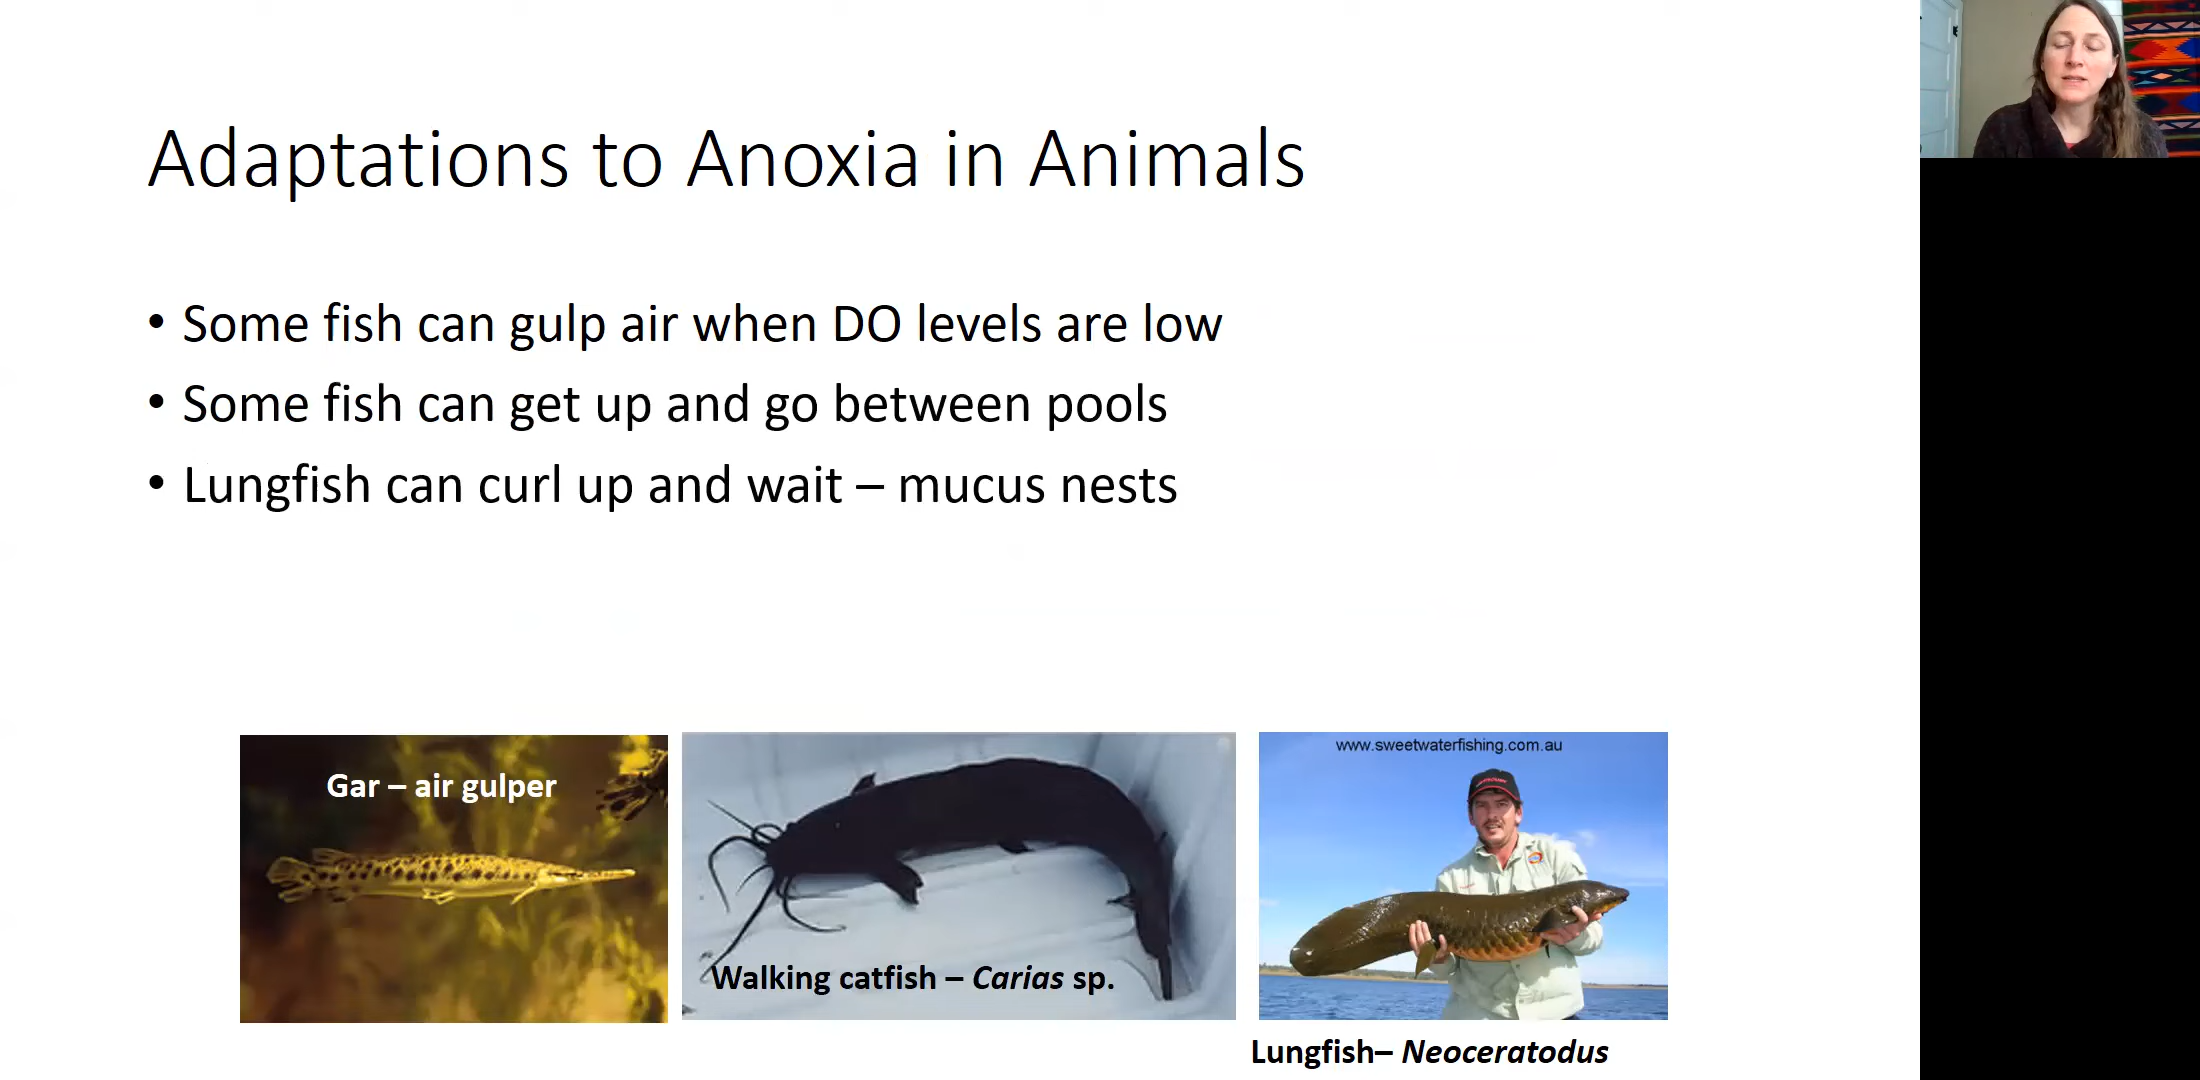 Adaptations to Anoxia in Animals
• Some fish can gulp air when DO levels are low
• Some fish can get up and go between pools
• Lungfish can curl up and wait – mucus nests
Gar – air gulper
Walking catfish – Carias sp.
www.sweetwaterfishing.com.au
Lungfish– Neoceratodus